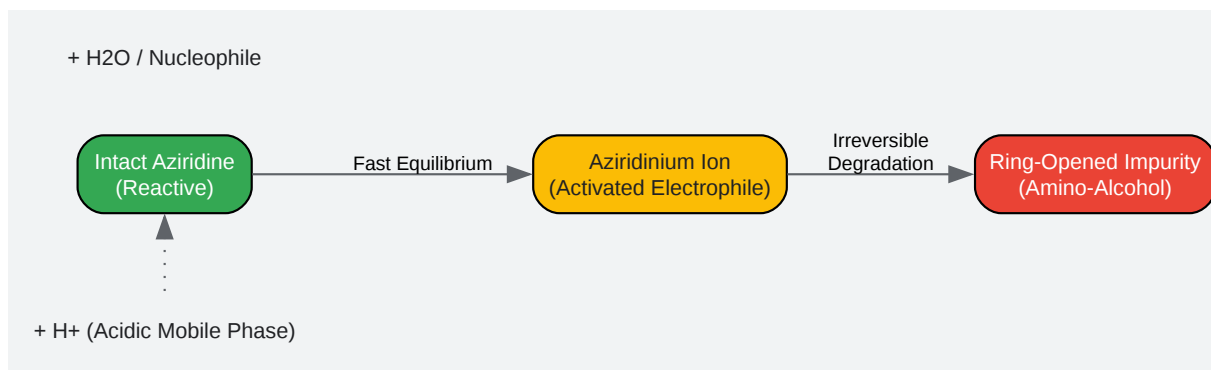 + H2O / Nucleophile
Intact Aziridine
(Reactive)
Fast Equilibrium
Aziridinium Ion
(Activated Electrophile)
Irreversible
Degradation
Ring-Opened Impurity
(Amino-Alcohol)
+ H+ (Acidic Mobile Phase)